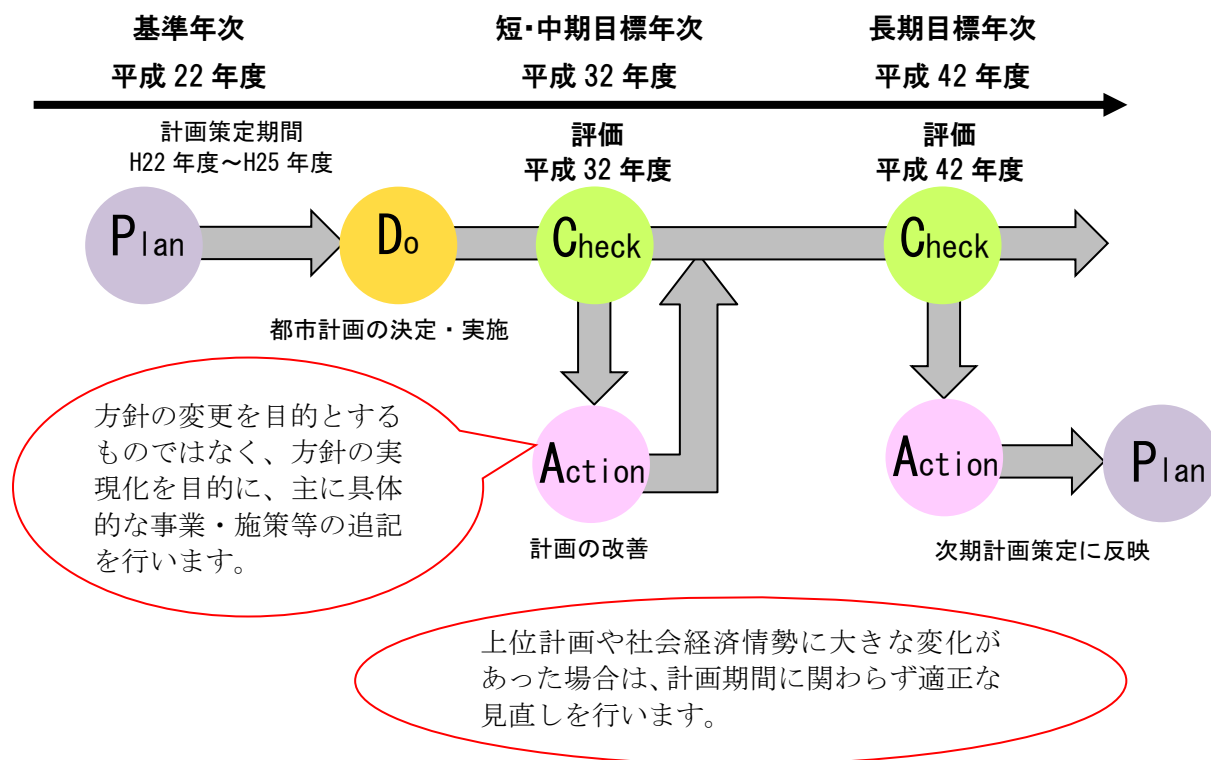 基準年次
短・中期目標年次
長期目標年次
平成 22 年度
平成 32 年度
平成 42 年度
計画策定期間
H22 年度～H25 年度
評価
平成 32 年度
評価
平成 42 年度
Plan
Do
Check
Check
都市計画の決定・実施
方針の変更を目的とする
ものではなく、方針の実
現化を目的に、主に具体
的な事業・施策等の追記
を行います。
Action
計画の改善
Action
Plan
次期計画策定に反映
上位計画や社会経済情勢に大きな変化が
あった場合は、計画期間に関わらず適正な
見直しを行います。